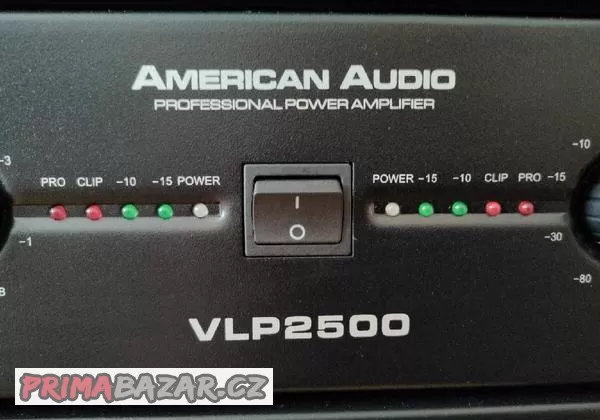 AMERICAN AUDIO
PROFESSIONAL POWER AMPLIFIER
-3
-10
PRO CLIP -10 -15 POWER
POWER -15 -10 CLIP PRO -15
I
O
-1
-30
-80
8
VLP2500
PRIMABAZAR.CZ